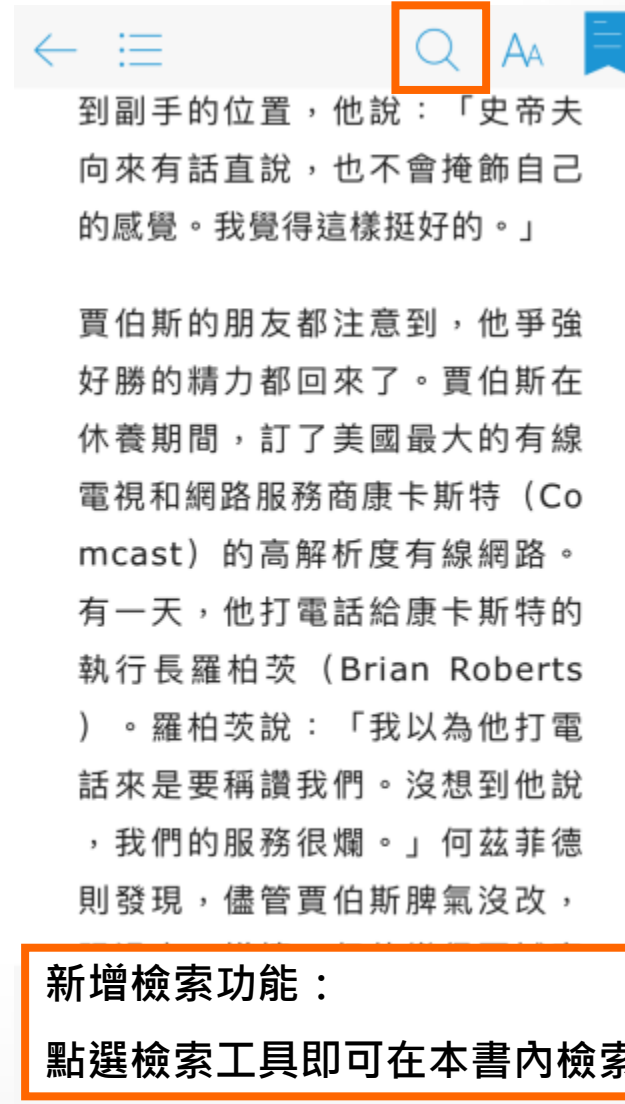 AA
到副手的位置，他說：「史帝夫
向來有話直說，也不會掩飾自己
的感覺。我覺得這樣挺好的。」
賈伯斯的朋友都注意到，他爭強
好勝的精力都回來了。賈伯斯在
休養期間，訂了美國最大的有線
電視和網路服務商康卡斯特（Co
mcast）的高解析度有線網路。
有一天，他打電話給康卡斯特的
執行長羅柏茨（Brian Roberts
）。羅柏茨說：「我以為他打電
話來是要稱讚我們。沒想到他說
，我們的服務很爛。」何茲菲德
則發現，儘管賈伯斯脾氣沒改，
新增檢索功能：
點選檢索工具即可在本書內檢索